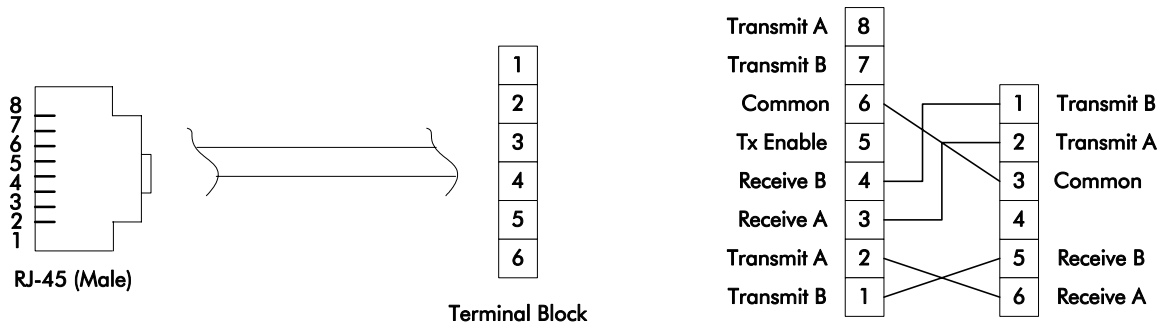 8
7
6
5
4
3
2
1
RJ-45 (Male)
1
2
3
4
5
6
Terminal Block
Transmit A 8
Transmit B 7
Common 6
Tx Enable 5
Receive B 4
Receive A 3
Transmit A 2
Transmit B 1
1 Transmit B
2 Transmit A
3 Common
4
5 Receive B
6 Receive A